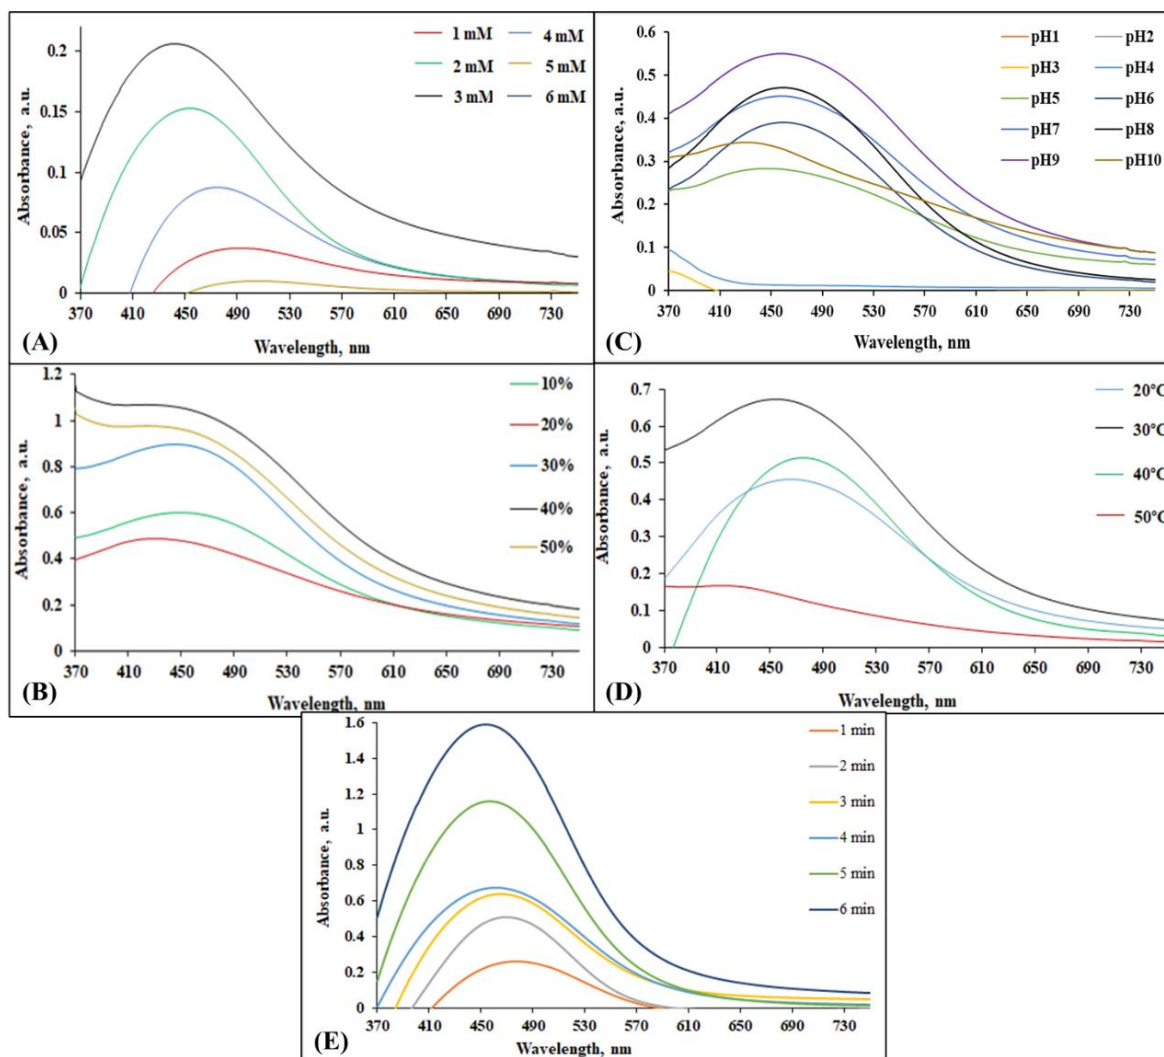 Absorbance, a.u.
0.2
0.15
0.1
0.05
0
370 410 450 490 530 570 610 650 690 730
Wavelength, nm
1 mM 4 mM
2 mM 5 mM
3 mM 6 mM
(A)
Absorbance, a.u.
0.6
0.5
0.4
0.3
0.2
0.1
0
370 410 450 490 530 570 610 650 690 730
Wavelength, nm
pH1 pH2
pH3 pH4
pH5 pH6
pH7 pH8
pH9 pH10
(C)
Absorbance, a.u.
1.2
1
0.8
0.6
0.4
0.2
0
370 410 450 490 530 570 610 650 690 730
Wavelength, nm
10%
20%
30%
40%
50%
(B)
Absorbance, a.u.
0.7
0.6
0.5
0.4
0.3
0.2
0.1
0
370 410 450 490 530 570 610 650 690 730
Wavelength, nm
20°C
30°C
40°C
50°C
(D)
Absorbance, a.u.
1.6
1.4
1.2
1
0.8
0.6
0.4
0.2
0
370 410 450 490 530 570 610 650 690 730
Wavelength, nm
1 min
2 min
3 min
4 min
5 min
6 min
(E)